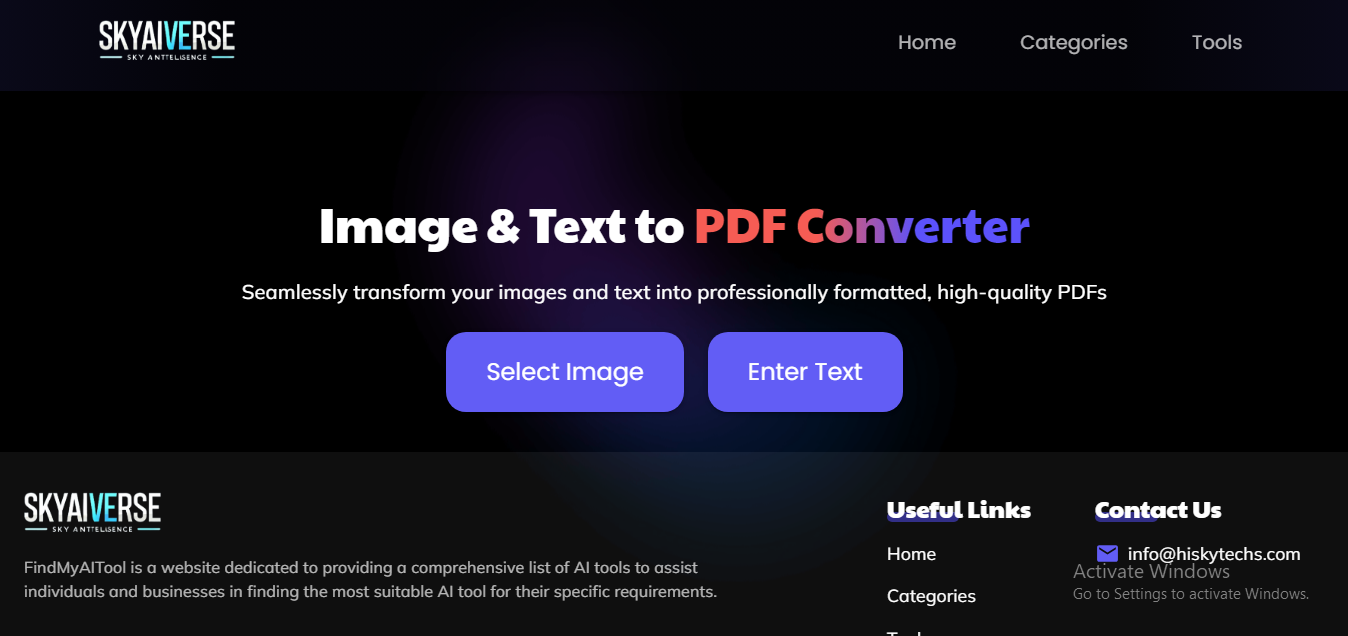 SKYAIVERSE
SKY ANTTELISENCE
Home
Categories
Tools
Image & Text to PDF Converter
Seamlessly transform your images and text into professionally formatted, high-quality PDFs
Select Image
Enter Text
SKYAIVERSE
SKY ANTTELISENCE
FindMyAITool is a website dedicated to providing a comprehensive list of AI tools to assist
individuals and businesses in finding the most suitable AI tool for their specific requirements.
Useful Links
Home
Categories
Contact Us
info@hiskytechs.com
Activate Windows
Go to Settings to activate Windows.